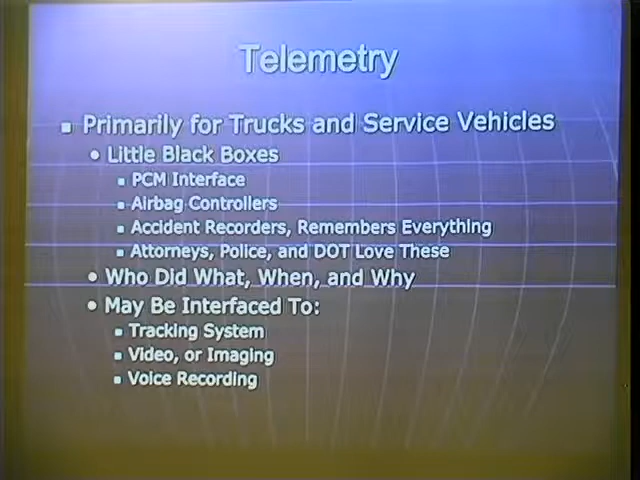 Telemetry
Primarily for Trucks and Service Vehicles
Little Black Boxes
PCM Interface
Airbag Controllers
Accident Recorders, Remembers Everything
Attorneys, Police, and DOT Love These
Who Did What, When, and Why
May Be Interfaced To:
Tracking System
Video, or Imaging
Voice Recording